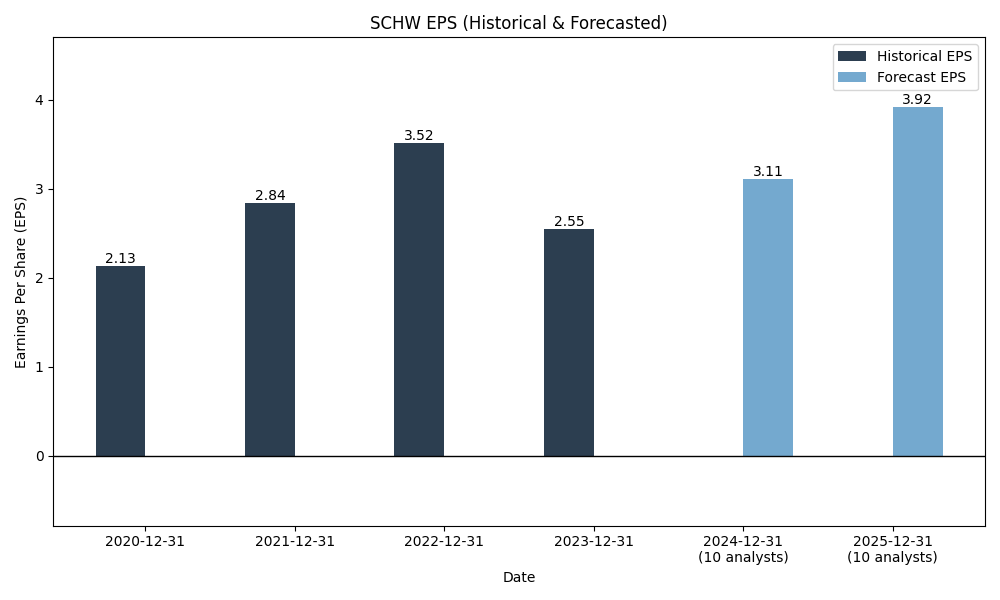 SCHW EPS (Historical & Forecasted)
Historical EPS
Forecast EPS
Earnings Per Share (EPS)
4
3
2
1
0
2.13
2.84
3.52
2.55
3.11
3.92
2020-12-31
2021-12-31
2022-12-31
2023-12-31
2024-12-31
(10 analysts)
2025-12-31
(10 analysts)
Date